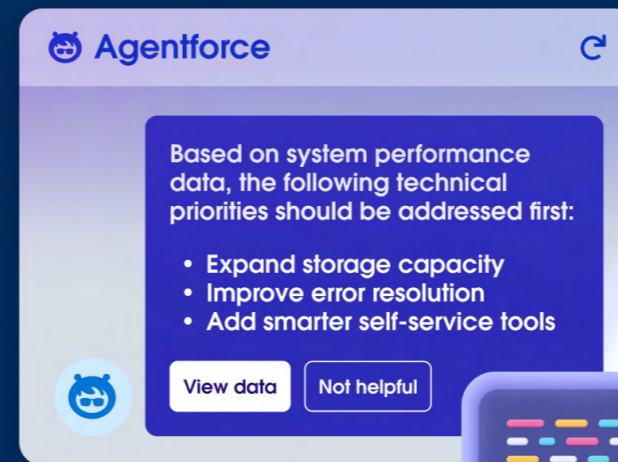 Agentforce
Based on system performance
data, the following technical
priorities should be addressed first:
• Expand storage capacity
• Improve error resolution
• Add smarter self-service tools
View data
Not helpful